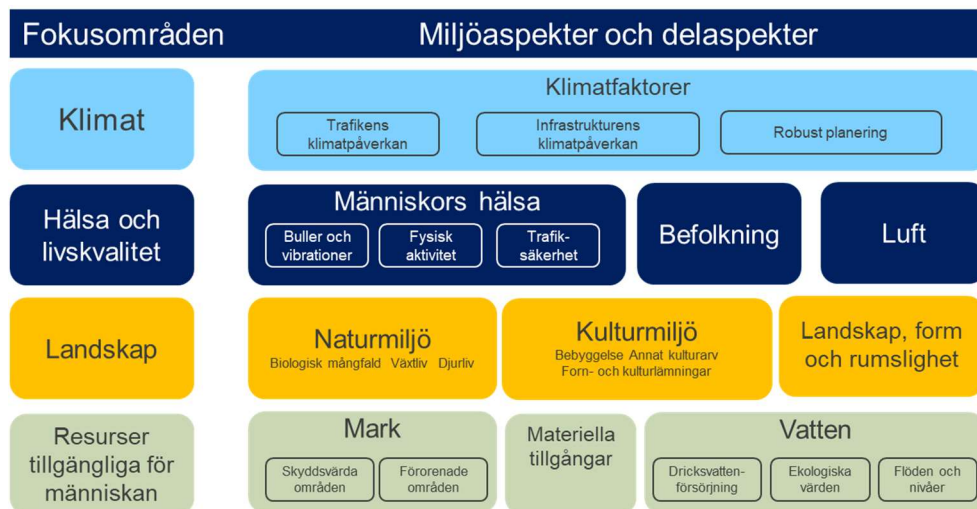 Fokusområden
Miljöaspekter och delaspekter
Klimat
Klimatfaktorer
Trafikens
klimatpåverkan
Infrastrukturens
klimatpåverkan
Robust planering
Hälsa och
livskvalitet
Människors hälsa
Buller och
vibrationer
Fysisk
aktivitet
Trafik-
säkerhet
Befolkning
Luft
Landskap
Naturmiljö
Biologisk mångfald Växtliv Djurliv
Kulturmiljö
Bebyggelse Annat kulturarv
Forn- och kulturlämningar
Landskap, form
och rumslighet
Resurser
tillgängliga för
människan
Mark
Skyddsvärda
områden
Förorenade
områden
Materiella
tillgångar
Vatten
Dricksvatten-
försörjning
Ekologiska
värden
Flöden och
nivåer